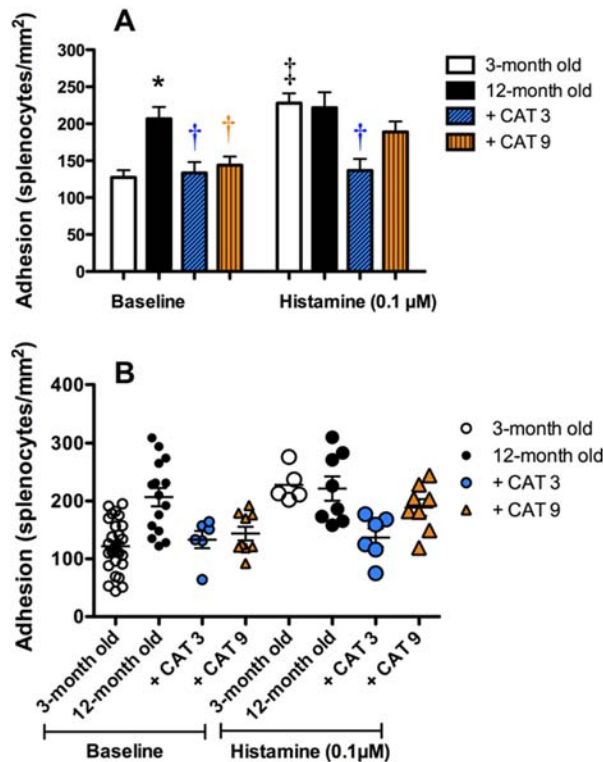 A
Adhesion (splenocytes/mm²)
300
250
200
150
100
50
0
*
†
†
‡
†
Baseline
Histamine (0.1 µM)
3-month old
12-month old
+ CAT 3
+ CAT 9
B
Adhesion (splenocytes/mm²)
400
300
200
100
0
3-month old
12-month old
+ CAT 3
+ CAT 9
3-month old
12-month old
+ CAT 3
+ CAT 9
Baseline
Histamine (0.1µM)
3-month old
12-month old
+ CAT 3
+ CAT 9